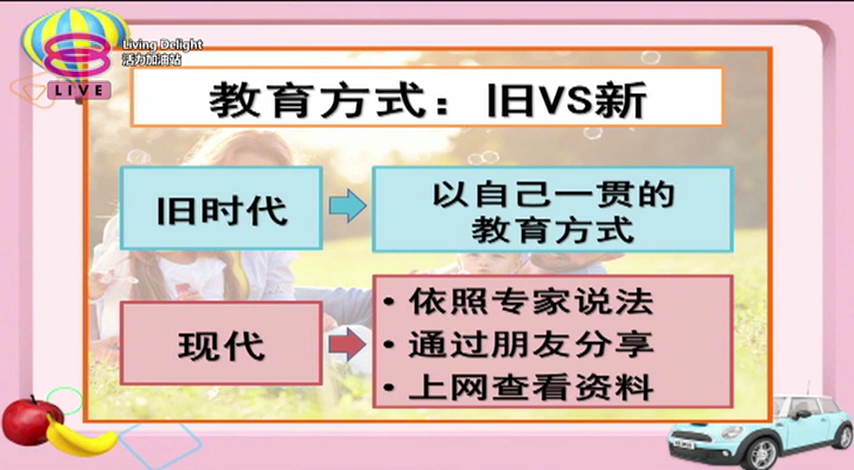 Living Delight
活力加油站
LIVE
教育方式：旧VS新
旧时代
以自己一贯的
教育方式
现代
• 依照专家说法
• 通过朋友分享
• 上网查看资料